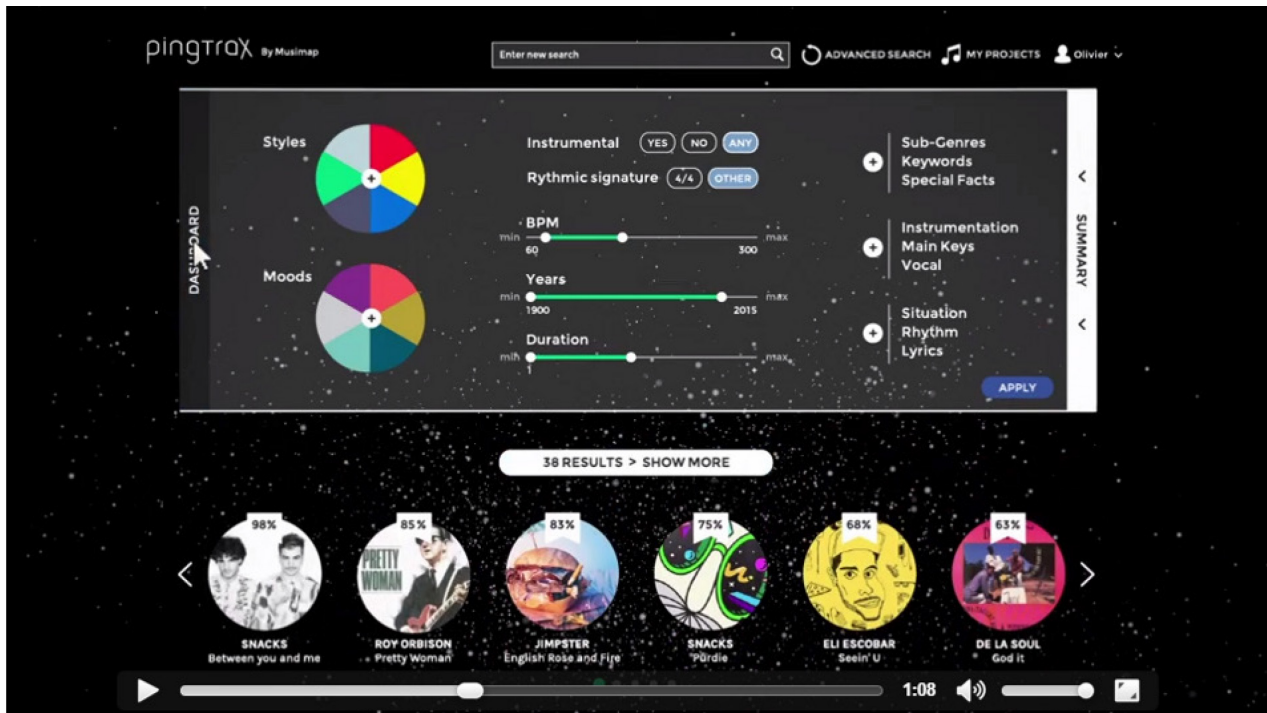 pingtrax By Musimap
Enter new search
ADVANCED SEARCH
MY PROJECTS
Olivier
DASHBOARD
Styles
Moods
Instrumental YES NO ANY
Rythmic signature 4/4 OTHER
BPM
min max
60 300
Years
min max
1900 2015
Duration
min max
1
Sub-Genres
Keywords
Special Facts
Instrumentation
Main Keys
Vocal
Situation
Rhythm
Lyrics
APPLY
SUMMARY
38 RESULTS > SHOW MORE
98%
SNACKS
Between you and me
85%
PRETTY
WOMAN
ROY ORBISON
Pretty Woman
83%
JIMPSTER
English Rose and Fire
75%
SNACKS
Purdie
68%
ELI ESCOBAR
Seein' U
63%
DE LA SOUL
God it
1:08